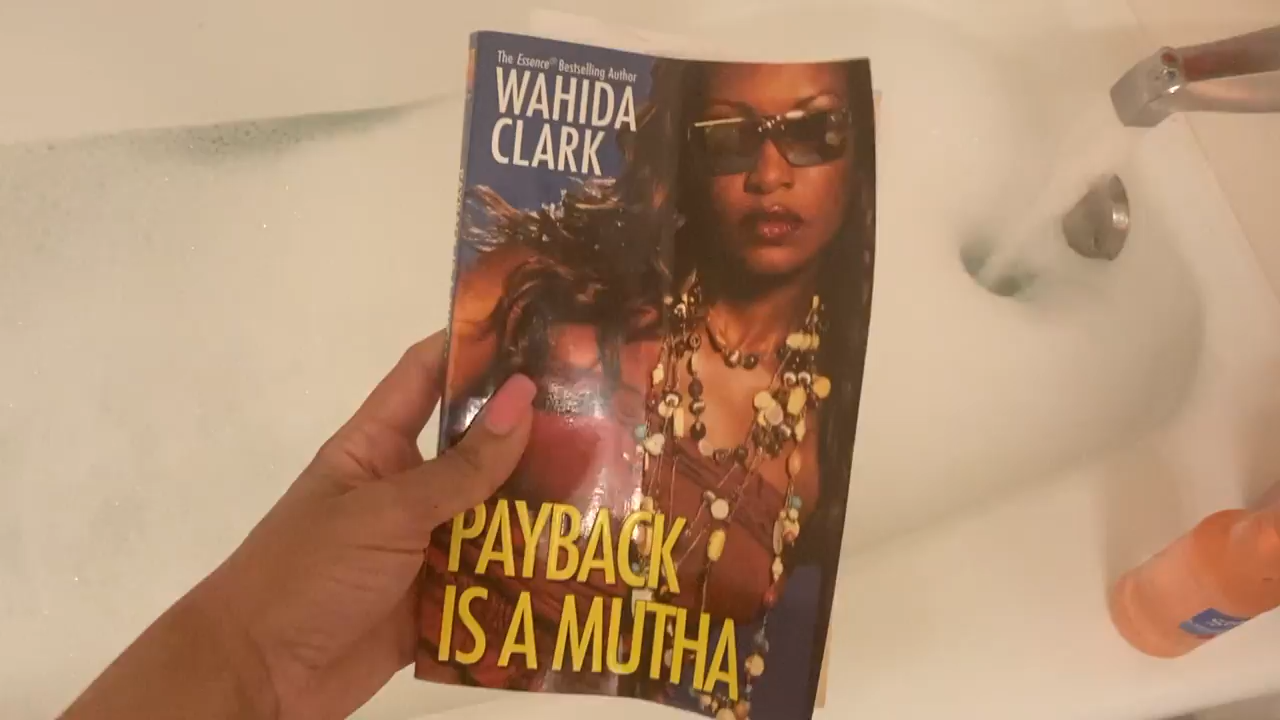 The Essence® Bestselling Author
WAHIDA
CLARK
PAYBACK
IS A MUTHA